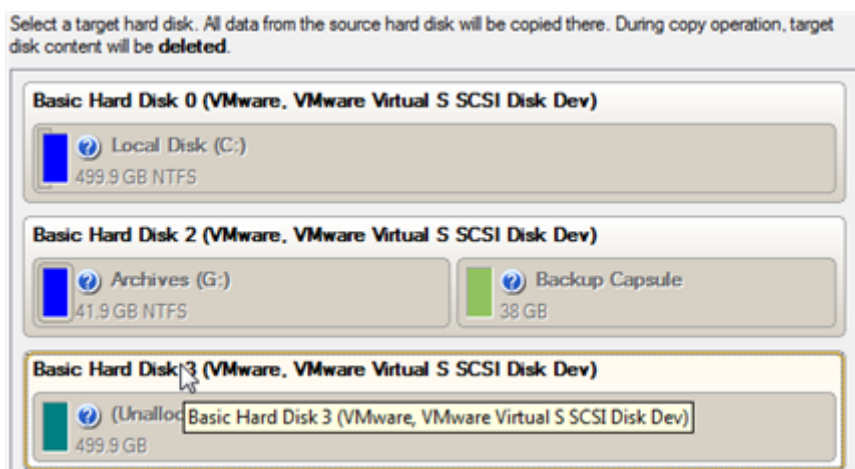 Select a target hard disk. All data from the source hard disk will be copied there. During copy operation, target
disk content will be deleted.
Basic Hard Disk 0 (VMware, VMware Virtual S SCSI Disk Dev)
Local Disk (C:)
499.9 GB NTFS
Basic Hard Disk 2 (VMware, VMware Virtual S SCSI Disk Dev)
Archives (G:)
41.9 GB NTFS
Backup Capsule
38 GB
Basic Hard Disk 3 (VMware, VMware Virtual S SCSI Disk Dev)
(Unalloc
Basic Hard Disk 3 (VMware, VMware Virtual S SCSI Disk Dev)
499.9 GB